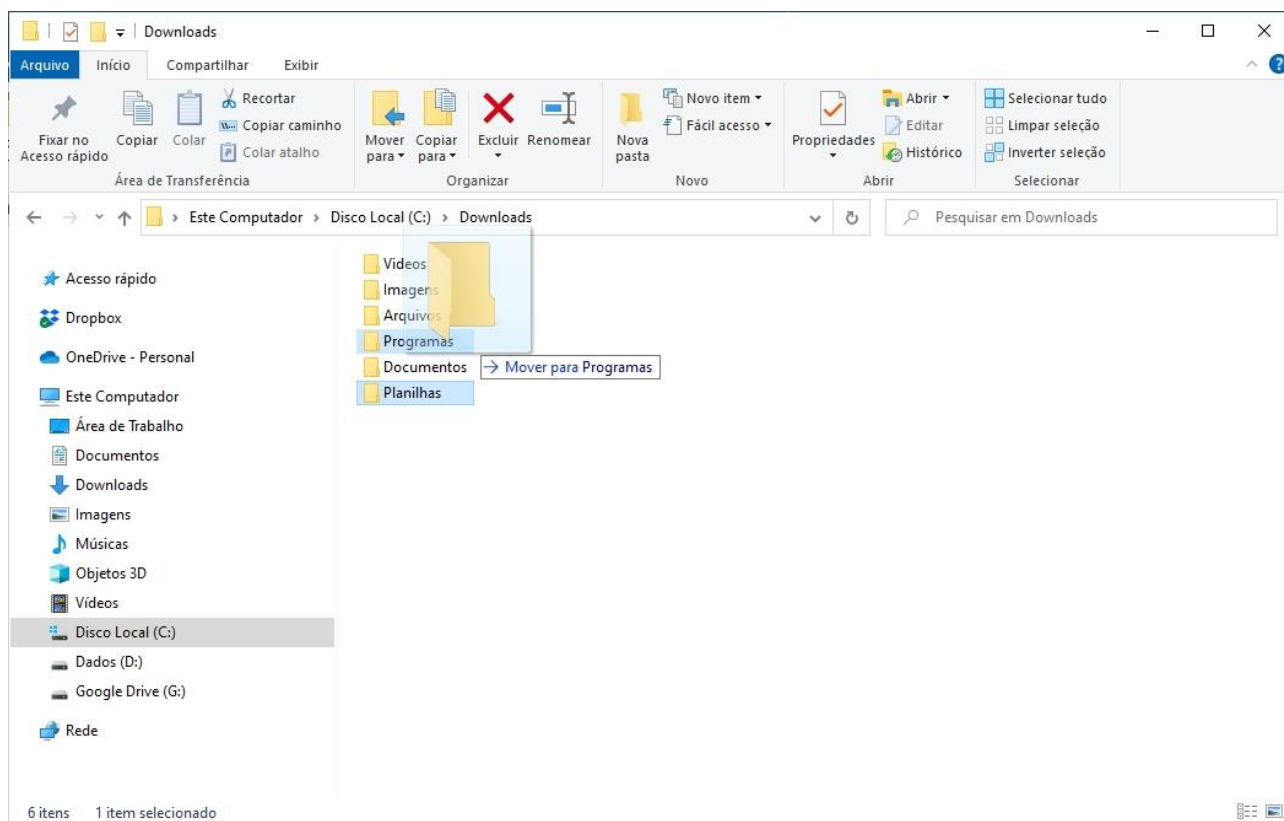 Downloads
Arquivo Início Compartilhar Exibir
Fixar no Acesso rápido
Copiar
Colar
Recortar
Copiar caminho
Colar atalho
Mover para
Copiar para
Excluir
Renomear
Nova pasta
Novo item
Fácil acesso
Propriedades
Abrir
Editar
Histórico
Selecionar tudo
Limpar seleção
Inverter seleção
Área de Transferência Organizar Novo Abrir Selecionar
Este Computador > Disco Local (C:) > Downloads
Pesquisar em Downloads
Acesso rápido
Dropbox
OneDrive - Personal
Este Computador
Área de Trabalho
Documentos
Downloads
Imagens
Músicas
Objetos 3D
Vídeos
Disco Local (C:)
Dados (D:)
Google Drive (G:)
Rede
Videos
Imagens
Arquivos
Programas
Documentos
Mover para Programas
Planilhas
6 itens 1 item selecionado